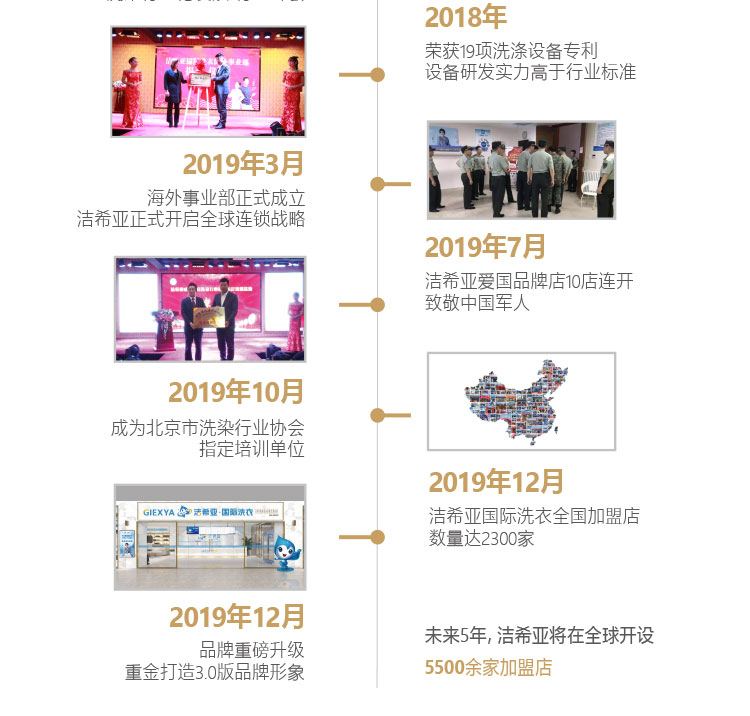 2018年
荣获19项洗涤设备专利
设备研发实力高于行业标准
2019年3月
海外事业部正式成立
洁希亚正式开启全球连锁战略
2019年7月
洁希亚爱国品牌店10店连开
致敬中国军人
2019年10月
成为北京市洗染行业协会
指定培训单位
2019年12月
洁希亚国际洗衣全国加盟店
数量达2300家
GIEXYA 洁希亚·国际洗衣
2019年12月
品牌重磅升级
重金打造3.0版品牌形象
未来5年, 洁希亚将在全球开设
5500余家加盟店